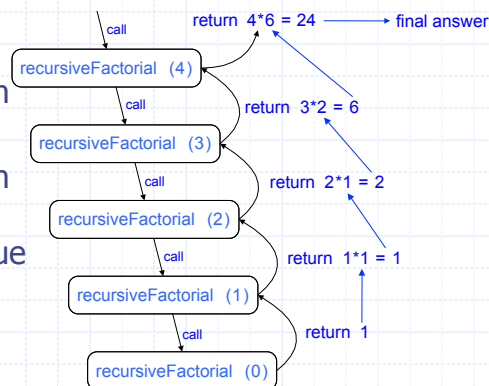 call
return 4*6 = 24
final answer
recursiveFactorial (4)
call
return 3*2 = 6
recursiveFactorial (3)
call
return 2*1 = 2
recursiveFactorial (2)
call
return 1*1 = 1
recursiveFactorial (1)
call
return 1
recursiveFactorial (0)